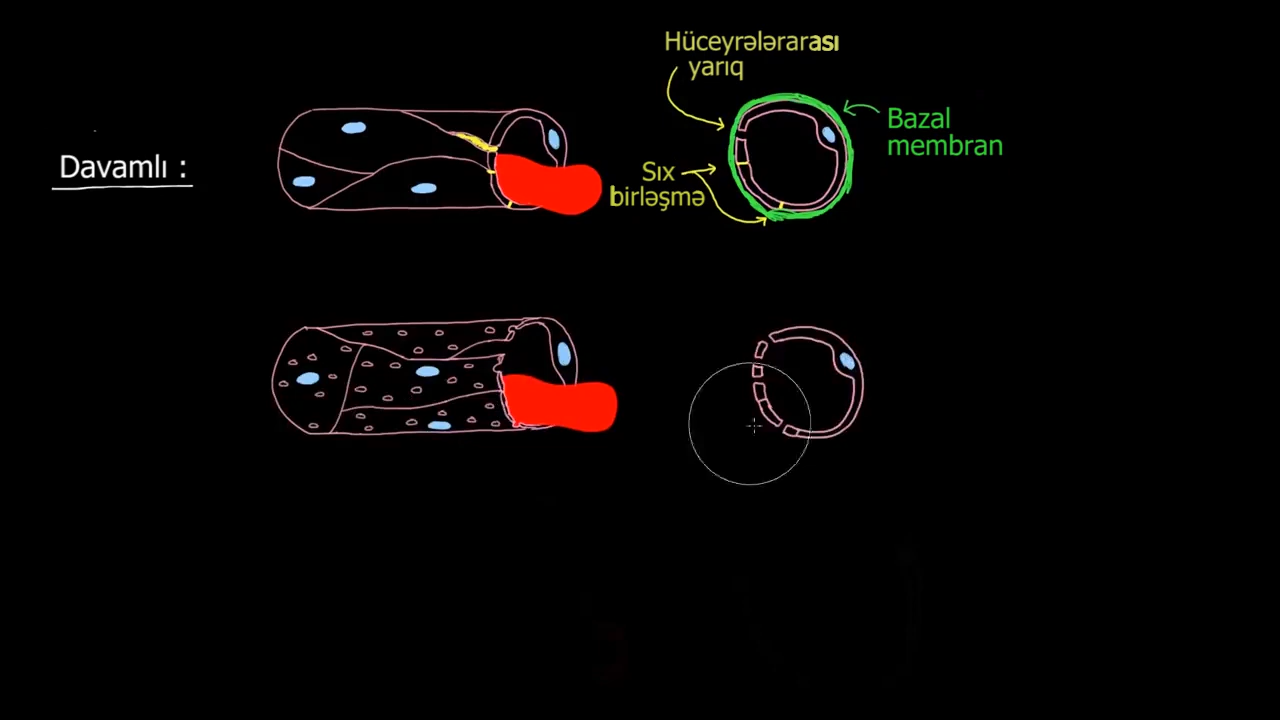 Hüceyrələrarası
yarıq
Bazal
membran
Davamlı :
Sıx
birləşmə